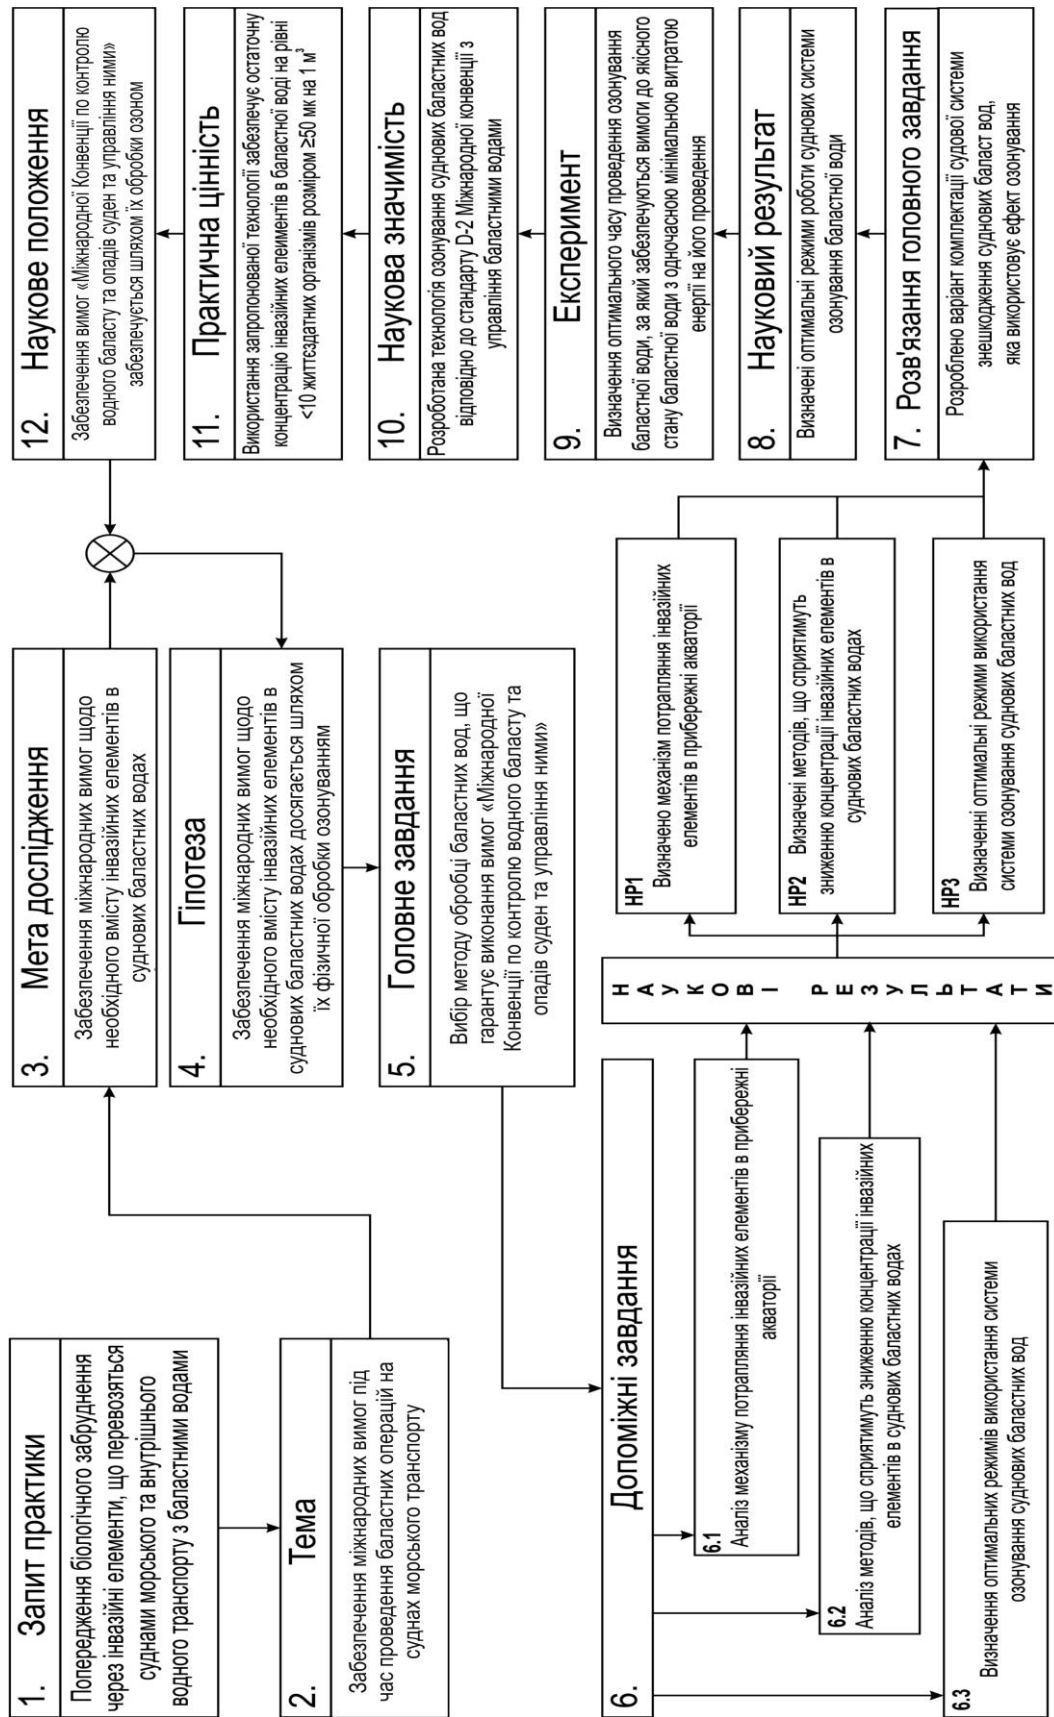 1. Запит практики
Попередження біологічного забруднення
через інвазійні елементи, що перевозяться
суднами морського та внутрішнього
водного транспорту з баластними водами
2. Тема
Забезпечення міжнародних вимог під
час проведення баластних операцій на
суднах морського транспорту
3. Мета дослідження
Забезпечення міжнародних вимог щодо
необхідного вмісту інвазійних елементів в
суднових баластних водах
4. Гіпотеза
Забезпечення міжнародних вимог щодо
необхідного вмісту інвазійних елементів в
суднових баластних водах досягається шляхом
їх фізичної обробки озонуванням
5. Головне завдання
Вибір методу обробці баластних вод, що
гарантує виконання вимог «Міжнародної
Конвенції по контролю водного баласту та
опадів суден та управління ними»
6. Допоміжні завдання
6.1
Аналіз механізму потрапляння інвазійних елементів в прибережні
акваторії
6.2
Аналіз методів, що сприятимуть зниженню концентрації інвазійних
елементів в суднових баластних водах
6.3
Визначення оптимальних режимів використання системи
озонування суднових баластних вод
НАУКОВІ РЕЗУЛЬТАТИ
НР1
Визначено механізм потрапляння інвазійних
елементів в прибережні акваторії
НР2 Визначені методів, що сприятимуть
зниженню концентрації інвазійних елементів в
суднових баластних водах
НР3
Визначенні оптимальні режими використання
системи озонування суднових баластних вод
7. Розв'язання головного завдання
Розроблено варіант комплектації судової системи
знешкодження суднових баласт вод,
яка використовує ефект озонування
8. Науковий результат
Визначені оптимальні режими роботи суднових системи
озонування баластної води
9. Експеримент
Визначення оптимального часу проведення озонування
баластної води, за який забезпечуються вимоги до якісного
стану баластної води з одночасною мінімальною витратою
енергії на його проведення
10. Наукова значимість
Розроботана технологія озонування суднових баластних вод
відповідно до стандарту D-2 Міжнародної конвенції з
управління баластними водами
11. Практична цінність
Використання запропонованої технології забезпечує остаточну
концентрацію інвазійних елеиментів в баластної воді на рівні
<10 життєздатних організмів розміром ≥50 мк на 1 м³
12. Наукове положення
Забезпечення вимог «Міжнародної Конвенції по контролю
водного баласту та опадів суден та управління ними»
забезпечується шляхом їх обробки озоном